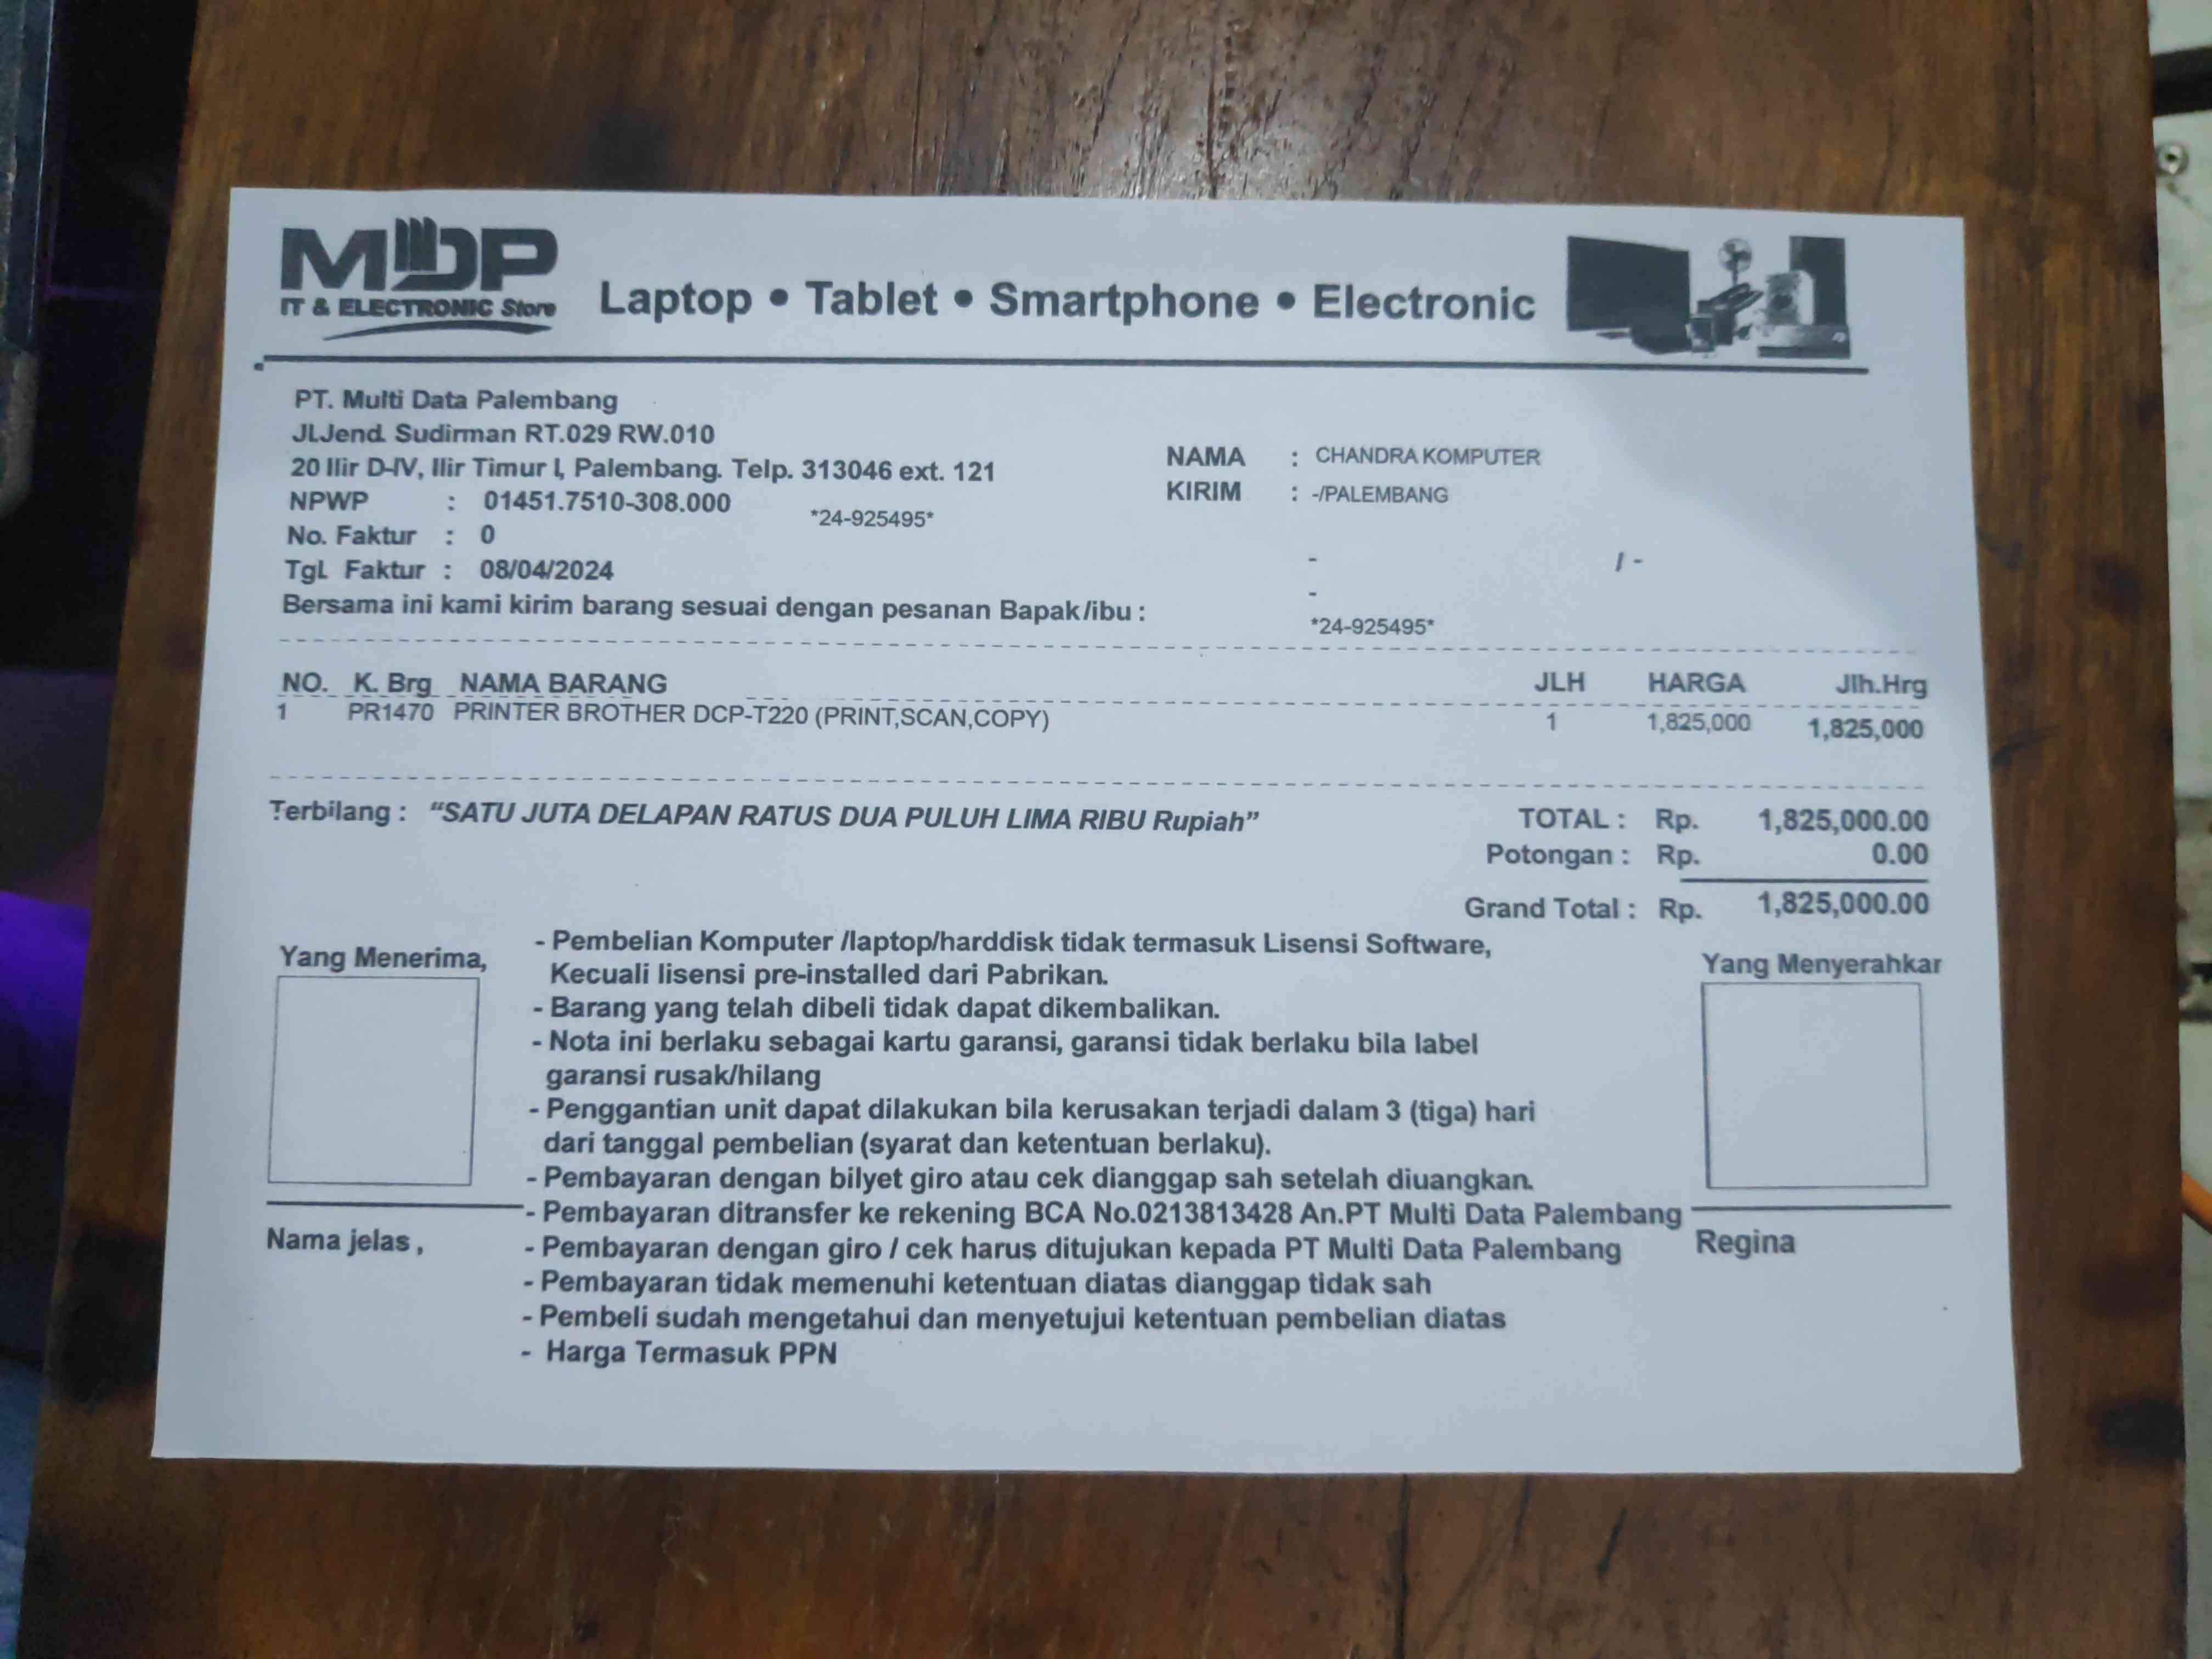 MDP
IT & ELECTRONIC Store
Laptop • Tablet • Smartphone • Electronic
PT. Multi Data Palembang
Jl.Jend. Sudirman RT.029 RW.010
20 Ilir D-IV, Ilir Timur I, Palembang. Telp. 313046 ext. 121
NPWP : 01451.7510-308.000
*24-925495*
No. Faktur : 0
Tgl. Faktur : 08/04/2024
Bersama ini kami kirim barang sesuai dengan pesanan Bapak/ibu :
NAMA : CHANDRA KOMPUTER
KIRIM : -/PALEMBANG
- / -
-
*24-925495*
NO. K. Brg NAMA BARANG JLH HARGA Jlh.Hrg
1 PR1470 PRINTER BROTHER DCP-T220 (PRINT,SCAN,COPY) 1 1,825,000 1,825,000
Terbilang : “SATU JUTA DELAPAN RATUS DUA PULUH LIMA RIBU Rupiah”
TOTAL : Rp. 1,825,000.00
Potongan : Rp. 0.00
Grand Total : Rp. 1,825,000.00
Yang Menerima,
Nama jelas ,
- Pembelian Komputer /laptop/harddisk tidak termasuk Lisensi Software,
Kecuali lisensi pre-installed dari Pabrikan.
- Barang yang telah dibeli tidak dapat dikembalikan.
- Nota ini berlaku sebagai kartu garansi, garansi tidak berlaku bila label
garansi rusak/hilang
- Penggantian unit dapat dilakukan bila kerusakan terjadi dalam 3 (tiga) hari
dari tanggal pembelian (syarat dan ketentuan berlaku).
- Pembayaran dengan bilyet giro atau cek dianggap sah setelah diuangkan.
- Pembayaran ditransfer ke rekening BCA No.0213813428 An.PT Multi Data Palembang
- Pembayaran dengan giro / cek harus ditujukan kepada PT Multi Data Palembang
- Pembayaran tidak memenuhi ketentuan diatas dianggap tidak sah
- Pembeli sudah mengetahui dan menyetujui ketentuan pembelian diatas
- Harga Termasuk PPN
Yang Menyerahkar
Regina